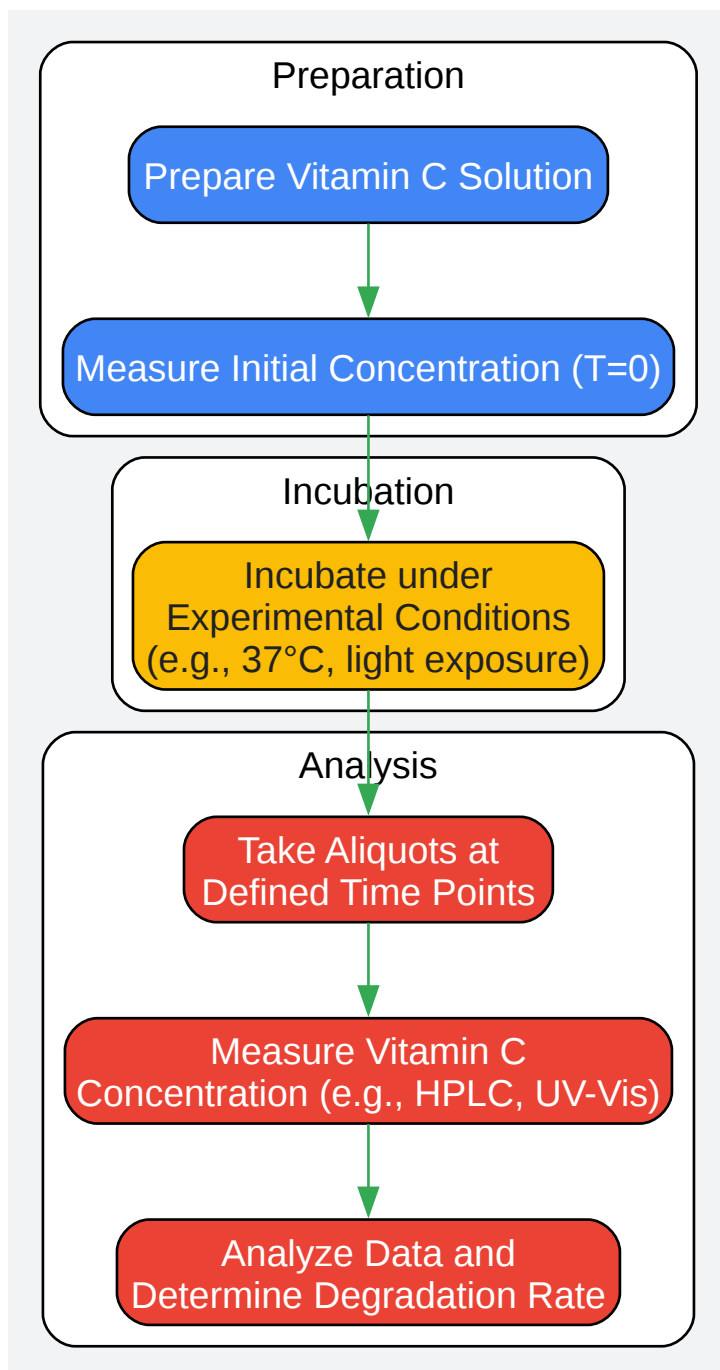 Preparation
Prepare Vitamin C Solution
Measure Initial Concentration (T=0)
Incubation
Incubate under
Experimental Conditions
(e.g., 37°C, light exposure)
Analysis
Take Aliquots at
Defined Time Points
Measure Vitamin C
Concentration (e.g., HPLC, UV-Vis)
Analyze Data and
Determine Degradation Rate